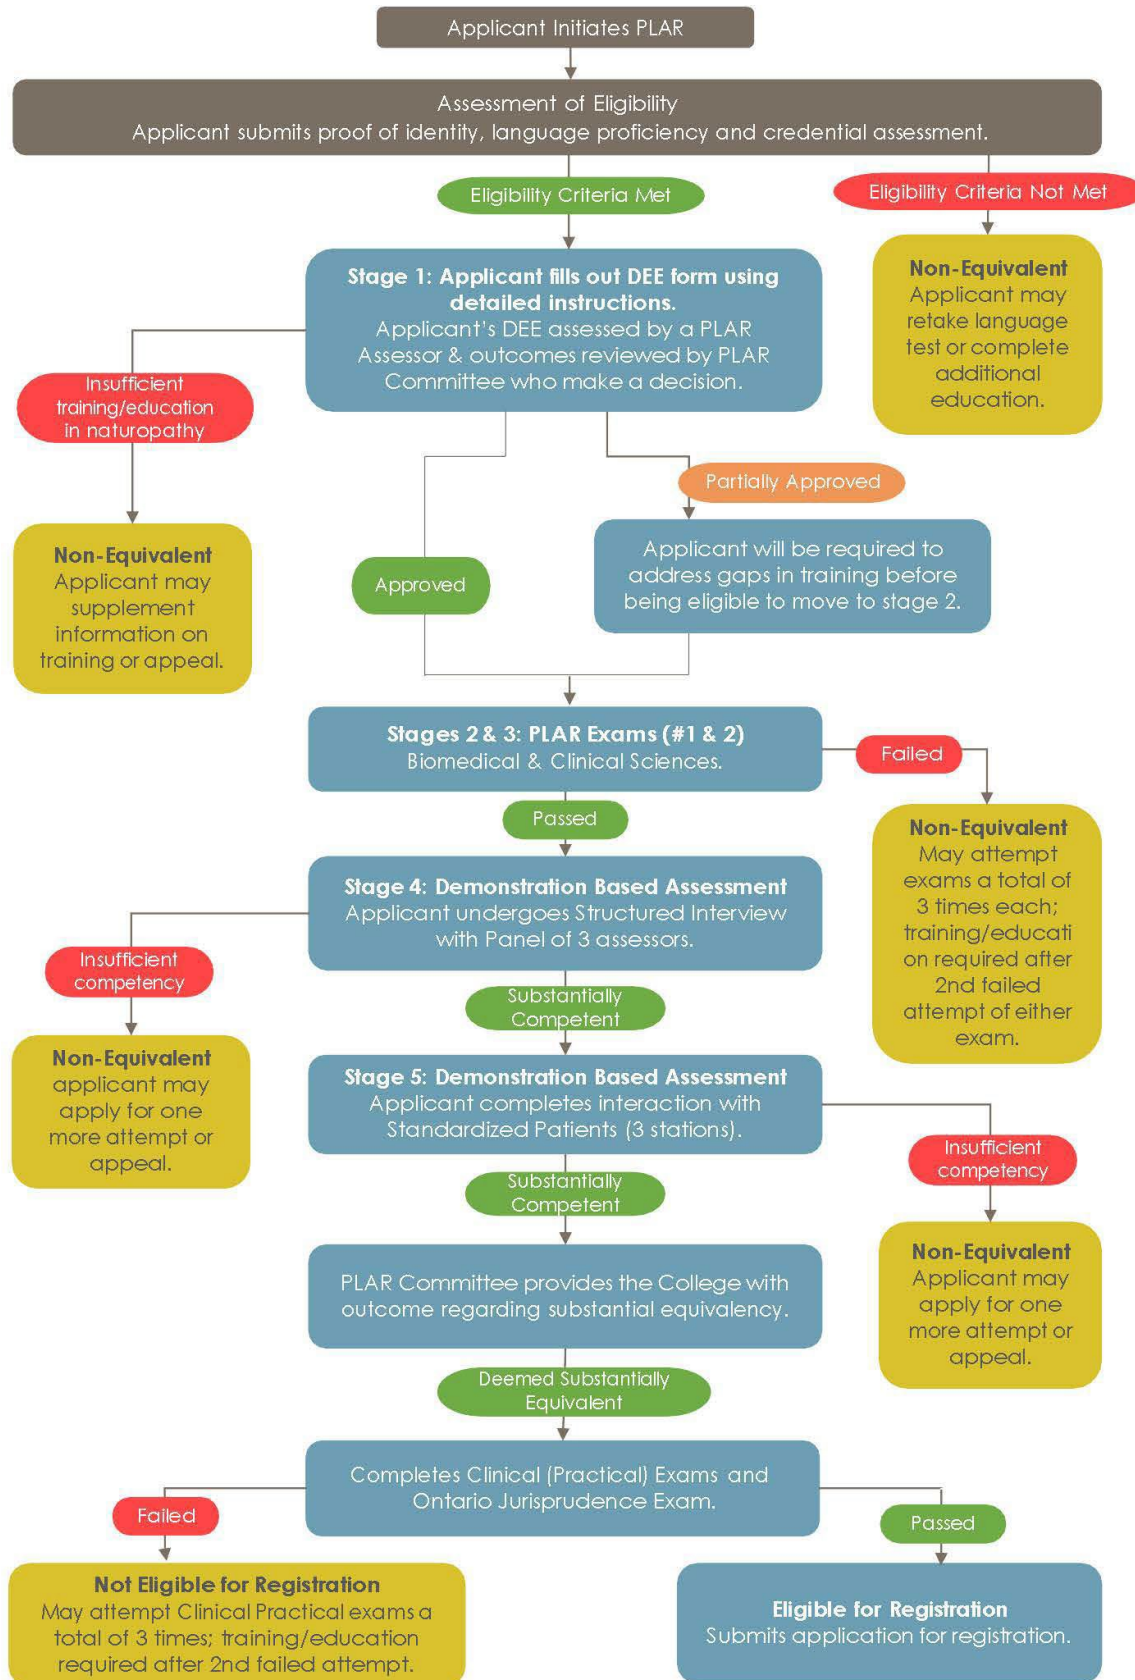 Applicant Initiates PLAR
Assessment of Eligibility
Applicant submits proof of identity, language proficiency and credential assessment.
Eligibility Criteria Met
Eligibility Criteria Not Met
Stage 1: Applicant fills out DEE form using
detailed instructions.
Applicant's DEE assessed by a PLAR
Assessor & outcomes reviewed by PLAR
Committee who make a decision.
Non-Equivalent
Applicant may
retake language
test or complete
additional
education.
Insufficient
training/education
in naturopathy
Partially Approved
Non-Equivalent
Applicant may
supplement
information on
training or appeal.
Approved
Applicant will be required to
address gaps in training before
being eligible to move to stage 2.
Stages 2 & 3: PLAR Exams (#1 & 2)
Biomedical & Clinical Sciences.
Failed
Passed
Non-Equivalent
May attempt
exams a total of
3 times each;
training/educati
on required after
2nd failed
attempt of either
exam.
Stage 4: Demonstration Based Assessment
Applicant undergoes Structured Interview
with Panel of 3 assessors.
Insufficient
competency
Substantially
Competent
Non-Equivalent
applicant may
apply for one
more attempt or
appeal.
Stage 5: Demonstration Based Assessment
Applicant completes interaction with
Standardized Patients (3 stations).
Insufficient
competency
Substantially
Competent
Non-Equivalent
Applicant may
apply for one
more attempt or
appeal.
PLAR Committee provides the College with
outcome regarding substantial equivalency.
Deemed Substantially
Equivalent
Completes Clinical (Practical) Exams and
Ontario Jurisprudence Exam.
Failed
Passed
Not Eligible for Registration
May attempt Clinical Practical exams a
total of 3 times; training/education
required after 2nd failed attempt.
Eligible for Registration
Submits application for registration.